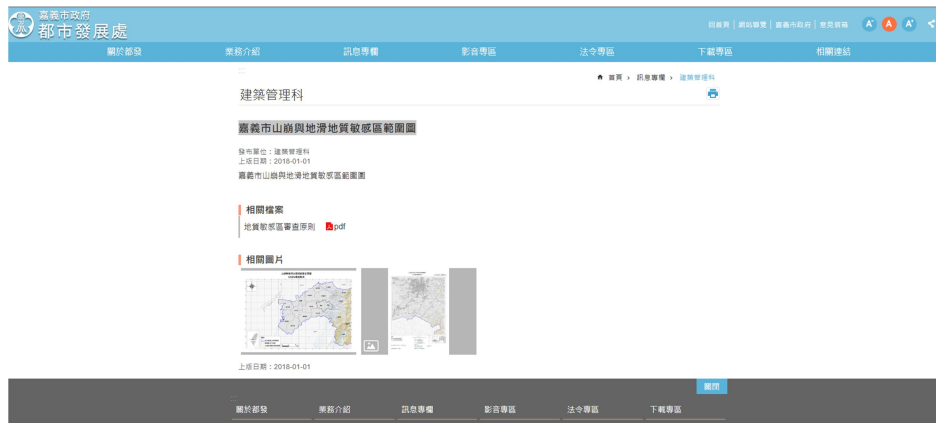 嘉義市政府
都市發展處
回首頁 | 網站導覽 | 嘉義市政府 | 意見信箱
A- A A+
關於都發 業務介紹 訊息專欄 影音專區 法令專區 下載專區 相關連結
:::
首頁 › 訊息專欄 › 建築管理科
建築管理科
嘉義市山崩與地滑地質敏感區範圍圖
發布單位：建築管理科
上版日期：2018-01-01
嘉義市山崩與地滑地質敏感區範圍圖
相關檔案
地質敏感區審查原則 pdf
相關圖片
上版日期：2018-01-01
關閉
:::
關於都發 業務介紹 訊息專欄 影音專區 法令專區 下載專區